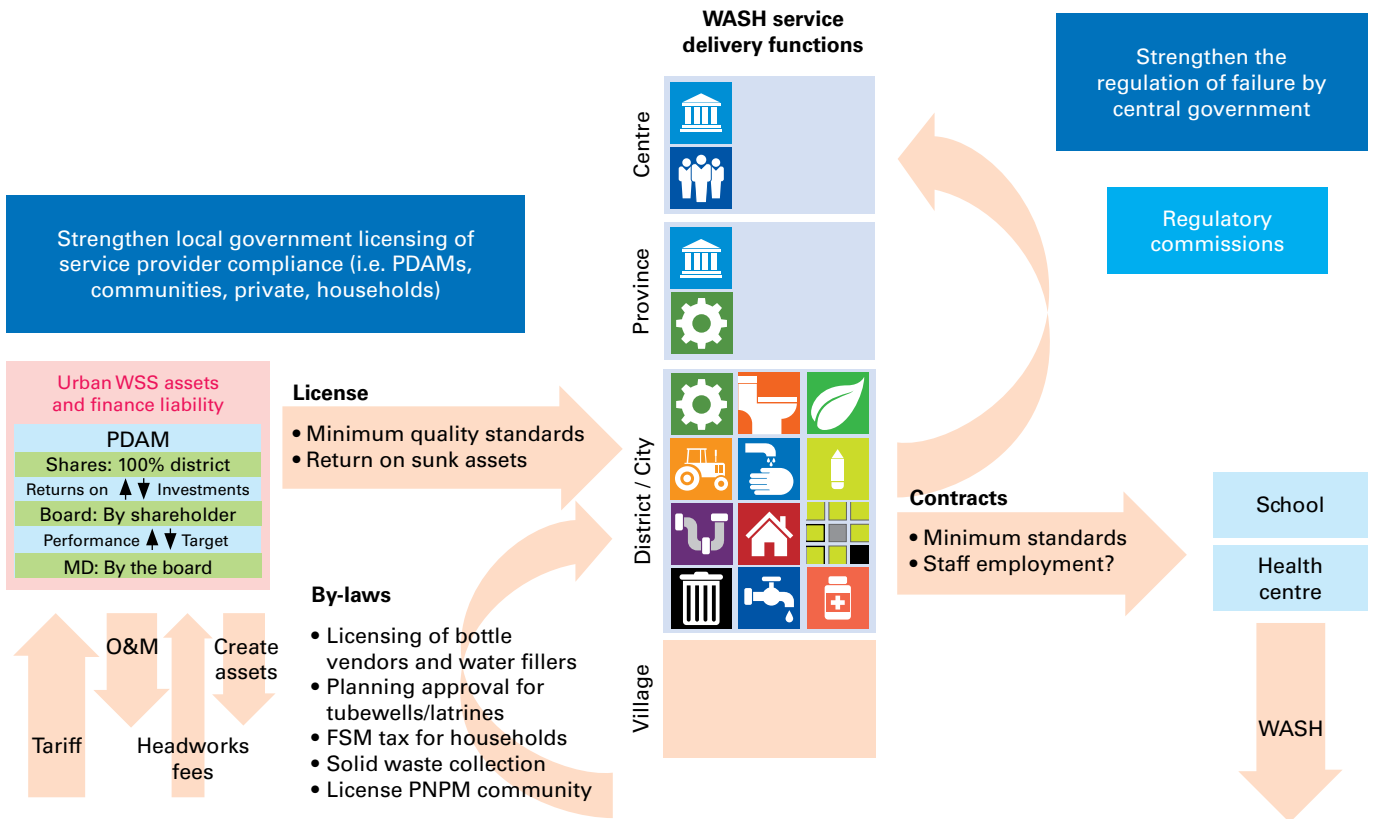 WASH service
delivery functions
Strengthen the
regulation of failure by
central government
Centre
Regulatory
commissions
Strengthen local government licensing of
service provider compliance (i.e. PDAMs,
communities, private, households)
Province
Urban WSS assets
and finance liability
PDAM
Shares: 100% district
Returns on Investments
Board: By shareholder
Performance Target
MD: By the board
License
• Minimum quality standards
• Return on sunk assets
District / City
Contracts
• Minimum standards
• Staff employment?
School
Health
centre
By-laws
• Licensing of bottle
vendors and water fillers
• Planning approval for
tubewells/latrines
• FSM tax for households
• Solid waste collection
• License PNPM community
O&M
Create
assets
Tariff
Headworks
fees
Village
WASH